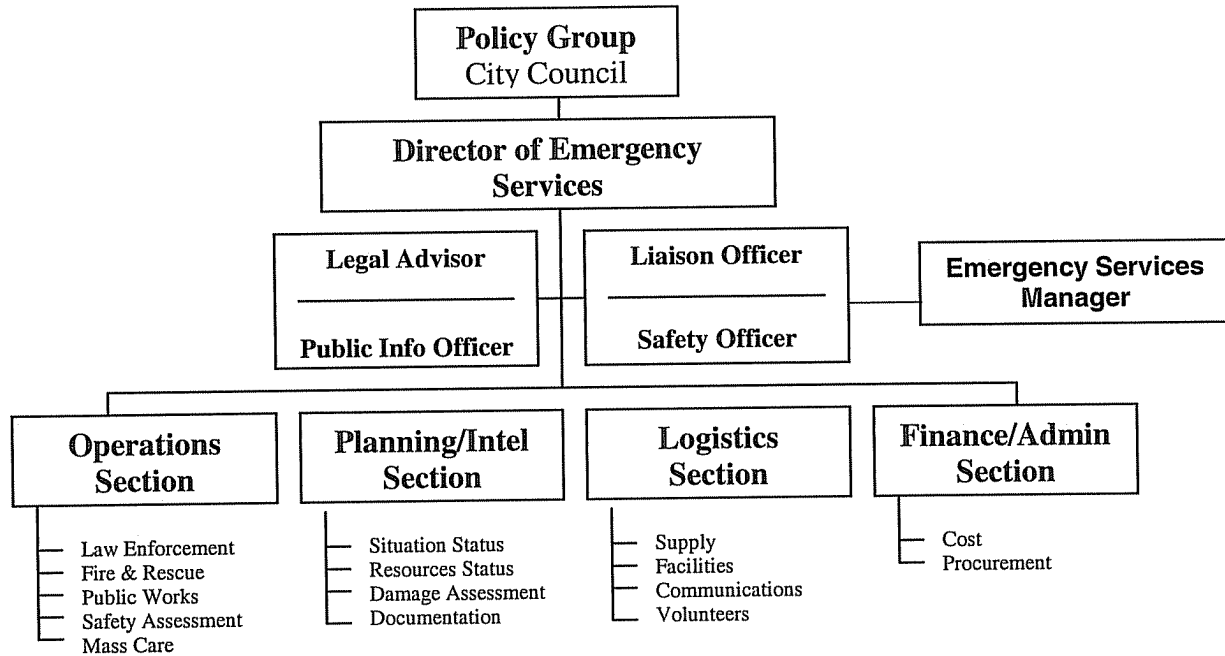 Policy Group
City Council
Director of Emergency
Services
Legal Advisor
Public Info Officer
Liaison Officer
Safety Officer
Emergency Services
Manager
Operations
Section
Law Enforcement
Fire & Rescue
Public Works
Safety Assessment
Mass Care
Planning/Intel
Section
Situation Status
Resources Status
Damage Assessment
Documentation
Logistics
Section
Supply
Facilities
Communications
Volunteers
Finance/Admin
Section
Cost
Procurement